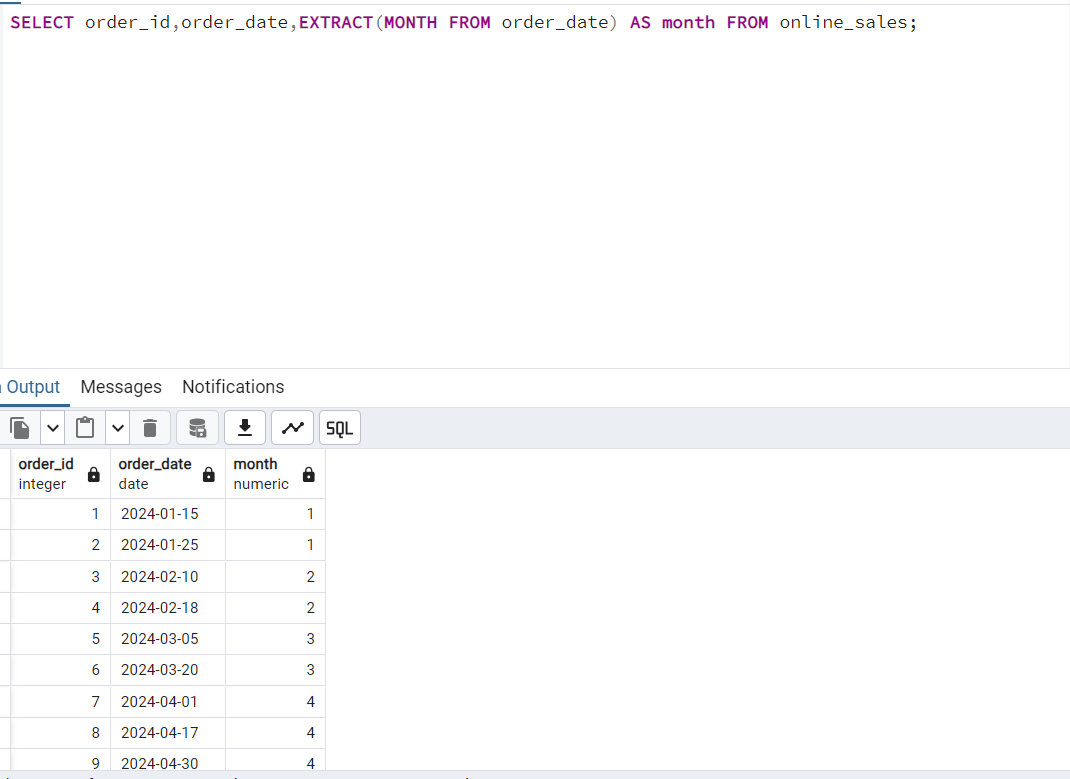 SELECT order_id,order_date,EXTRACT(MONTH FROM order_date) AS month FROM online_sales;
Output Messages Notifications
SQL
order_id order_date month
integer date numeric
1 2024-01-15 1
2 2024-01-25 1
3 2024-02-10 2
4 2024-02-18 2
5 2024-03-05 3
6 2024-03-20 3
7 2024-04-01 4
8 2024-04-17 4
9 2024-04-30 4